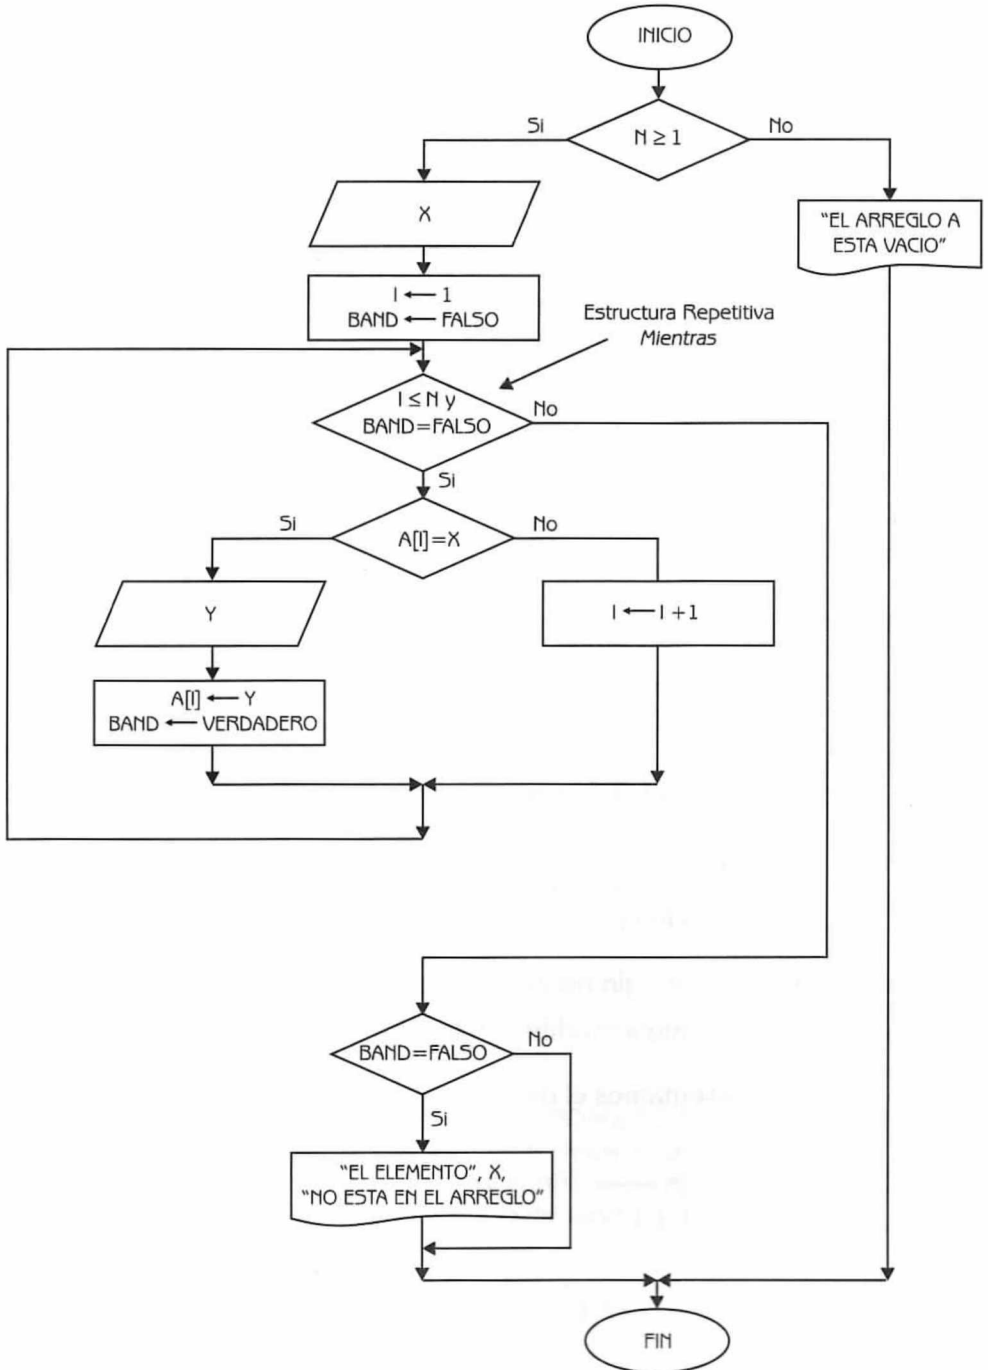 INICIO
Si
N ≥ 1
No
X
"EL ARREGLO A
ESTA VACIO"
I ← 1
BAND ← FALSO
Estructura Repetitiva
Mientras
I ≤ N y
BAND=FALSO
No
Si
Si
A[I]=X
No
Y
I ← I +1
A[I] ← Y
BAND ← VERDADERO
BAND=FALSO
No
Si
"EL ELEMENTO", X,
"NO ESTA EN EL ARREGLO"
FIN